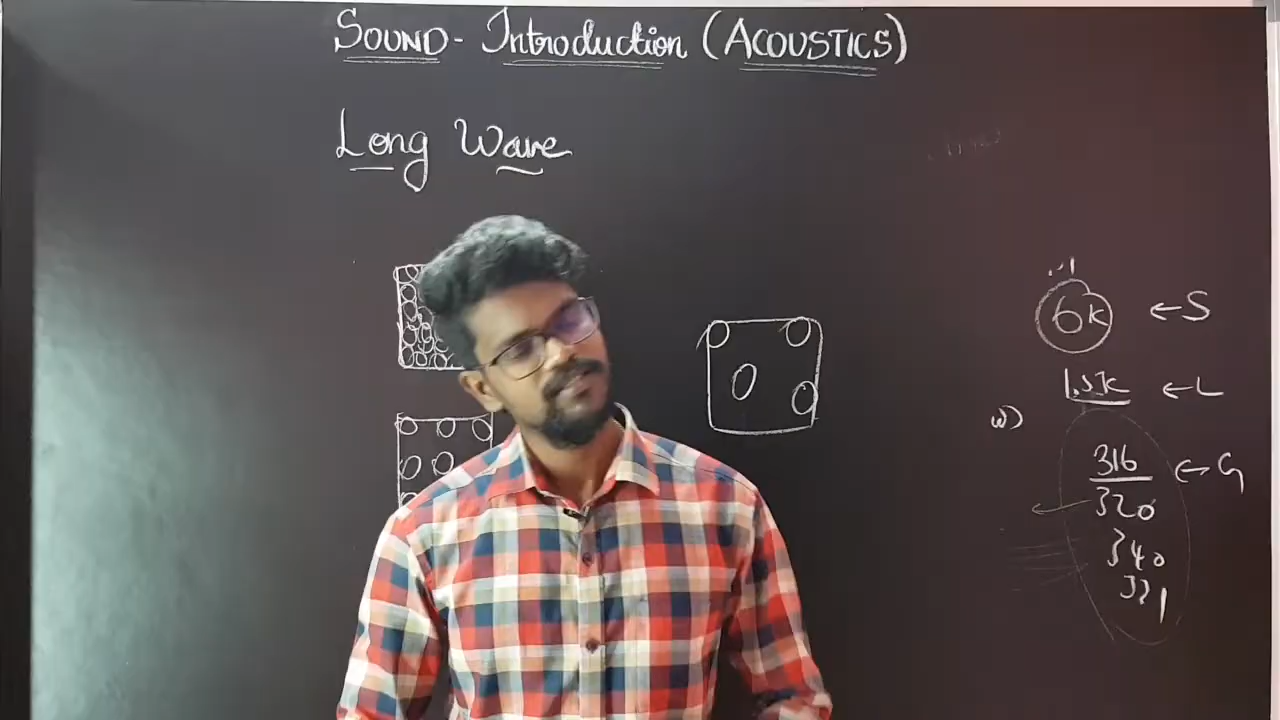 SOUND - Introduction (ACOUSTICS)
Long Wave
6k ← S
1.5k ← L
316 ← G
320
340
331